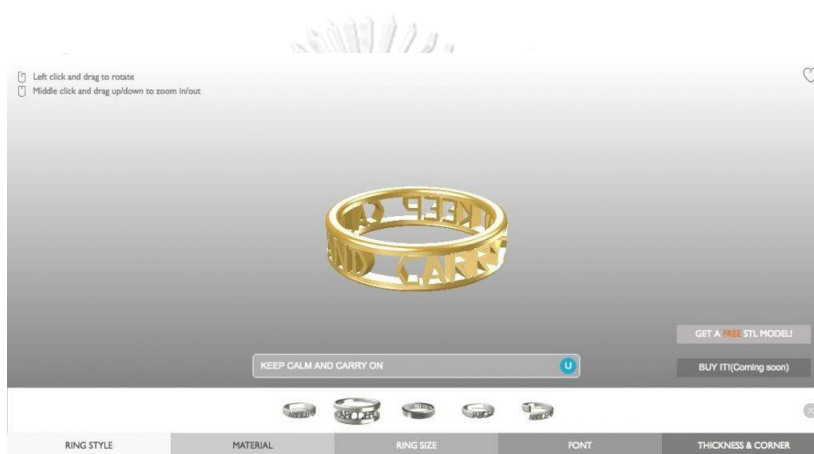 Left click and drag to rotate
Middle click and drag up/down to zoom in/out
KEEP CA
ND CARRY
GET A FREE STL MODEL!
KEEP CALM AND CARRY ON U
BUY IT!(Coming soon)
ABCDEFG
RING STYLE MATERIAL RING SIZE FONT THICKNESS & CORNER